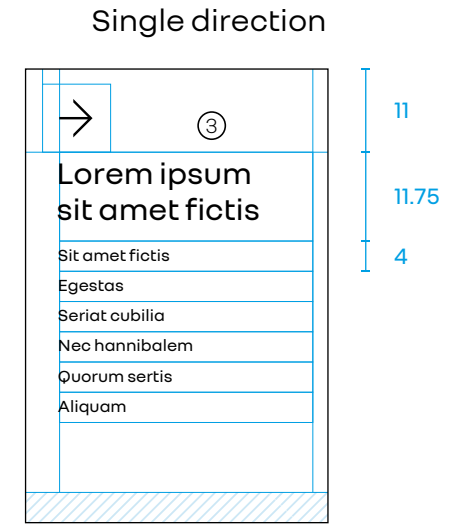 Single direction
11
③
Lorem ipsum
sit amet fictis
11.75
Sit amet fictis
4
Egestas
Seriat cubilia
Nec hannibalem
Quorum sertis
Aliquam